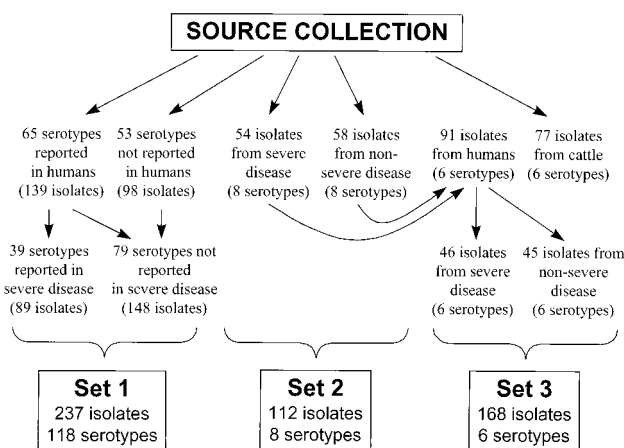 SOURCE COLLECTION
65 serotypes
reported
in humans
(139 isolates)
53 serotypes
not reported
in humans
(98 isolates)
54 isolates
from severe
disease
(8 serotypes)
58 isolates
from non-
severe disease
(8 serotypes)
91 isolates
from humans
(6 serotypes)
77 isolates
from cattle
(6 serotypes)
39 serotypes
reported in
severe disease
(89 isolates)
79 serotypes not
reported
in severe disease
(148 isolates)
46 isolates
from severe
disease
(6 serotypes)
45 isolates from
non-severe
disease
(6 serotypes)
Set 1
237 isolates
118 serotypes
Set 2
112 isolates
8 serotypes
Set 3
168 isolates
6 serotypes